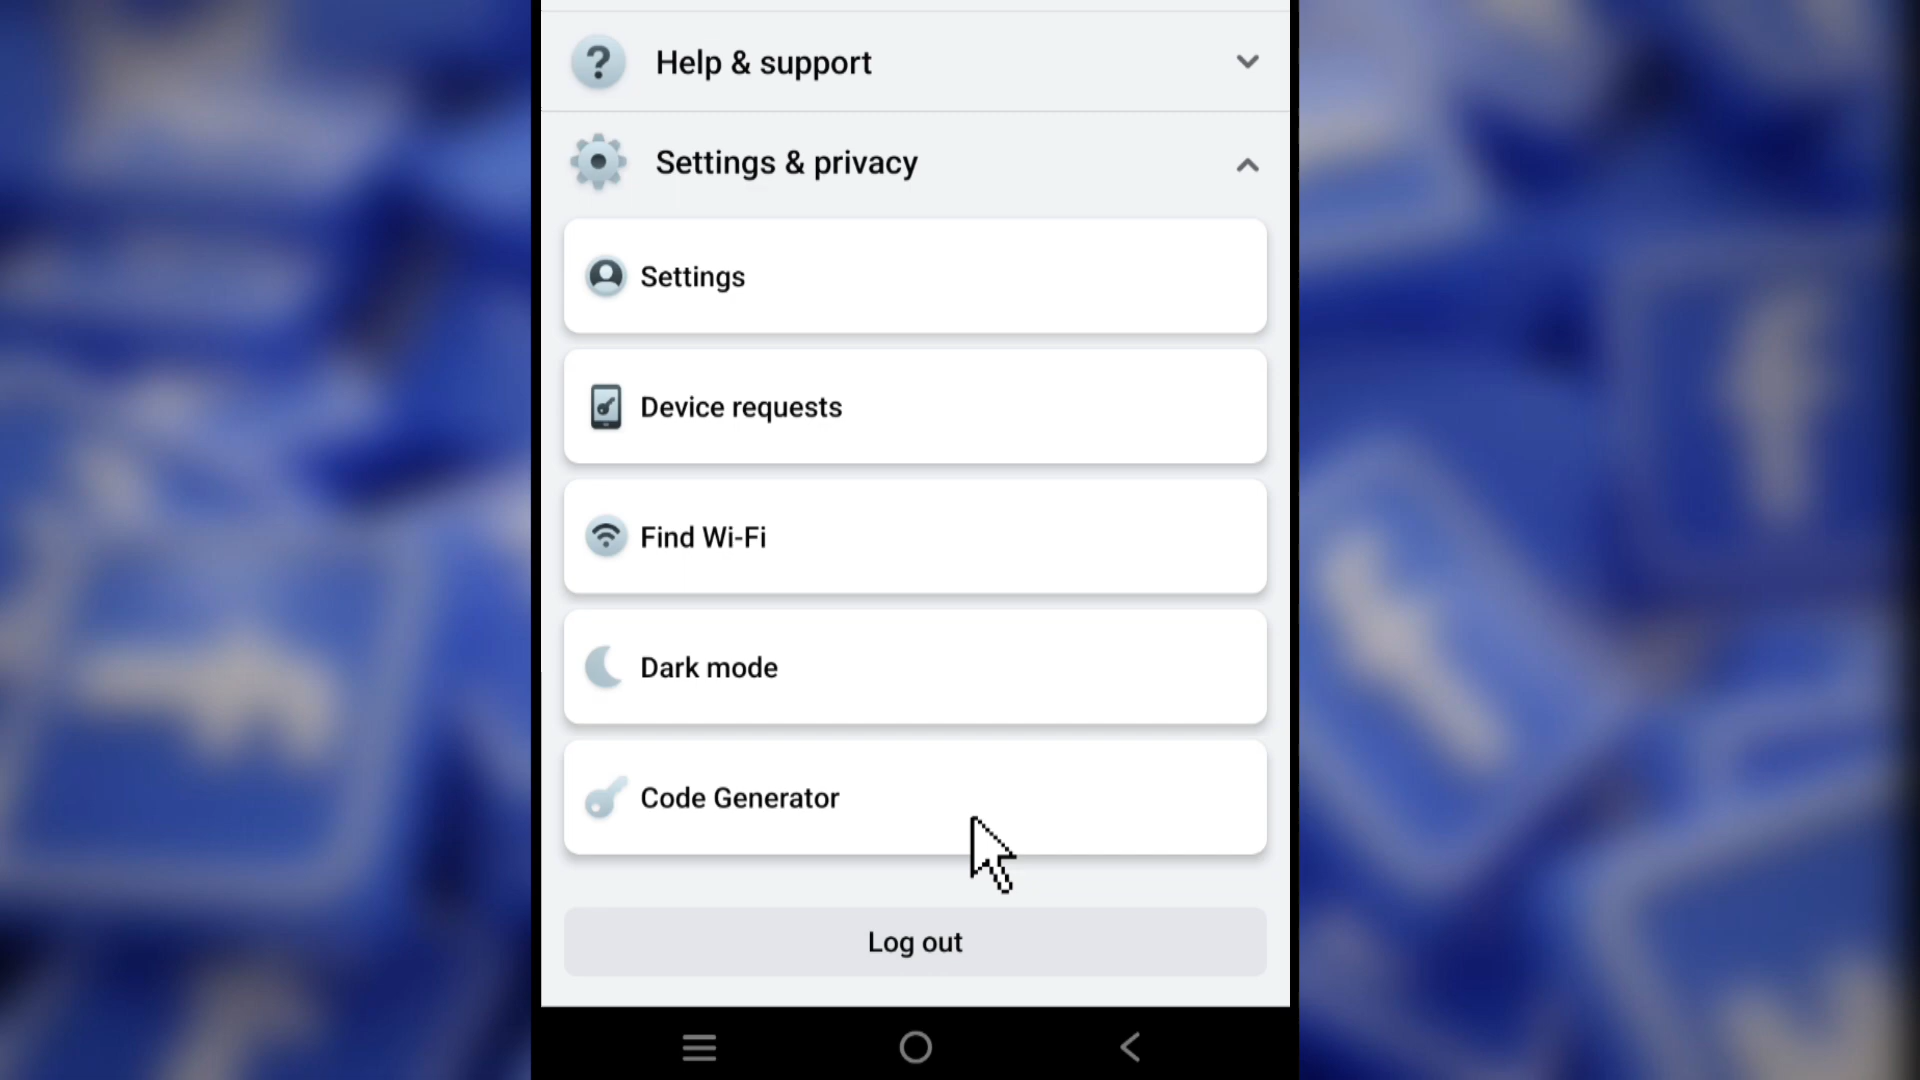 Help & support
Settings & privacy
Settings
Device requests
Find Wi-Fi
Dark mode
Code Generator
Log out